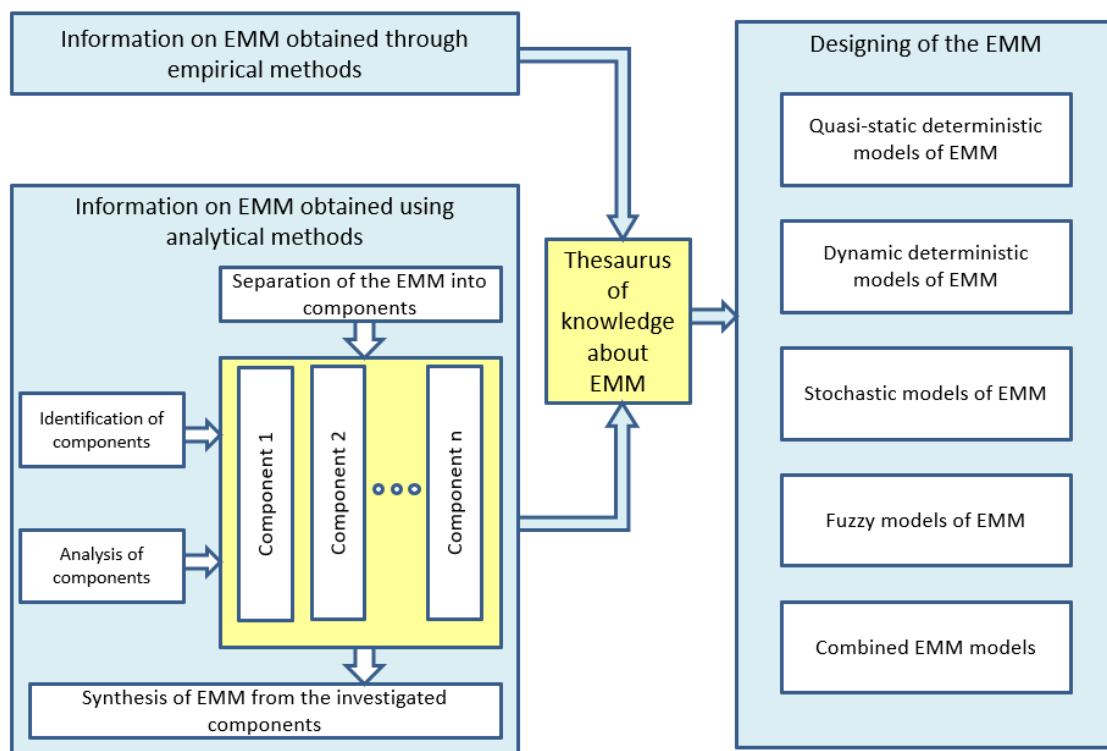 Information on EMM obtained through
empirical methods
Information on EMM obtained using
analytical methods
Separation of the EMM into
components
Identification of
components
Analysis of
components
Component 1
Component 2
Component n
Synthesis of EMM from the investigated
components
Thesaurus
of
knowledge
about
EMM
Designing of the EMM
Quasi-static deterministic
models of EMM
Dynamic deterministic
models of EMM
Stochastic models of EMM
Fuzzy models of EMM
Combined EMM models